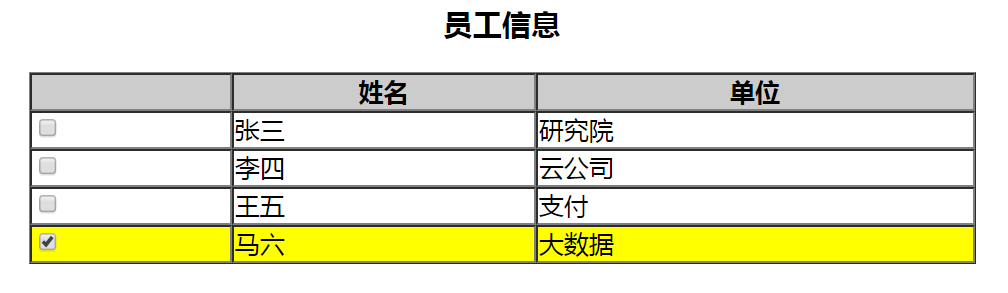 员工信息
姓名 单位
张三 研究院
李四 云公司
王五 支付
马六 大数据